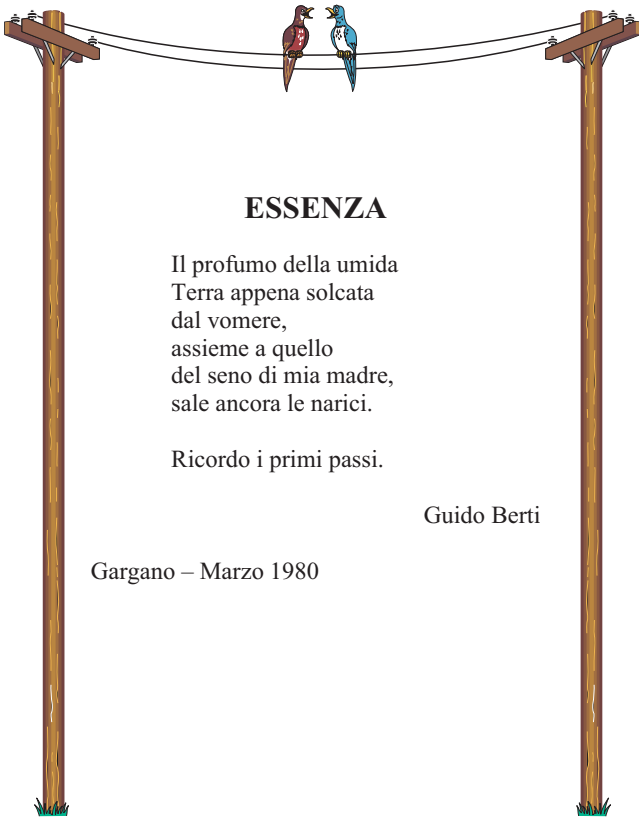 ESSENZA
Il profumo della umida
Terra appena solcata
dal vomere,
assieme a quello
del seno di mia madre,
sale ancora le narici.
Ricordo i primi passi.
Guido Berti
Gargano – Marzo 1980